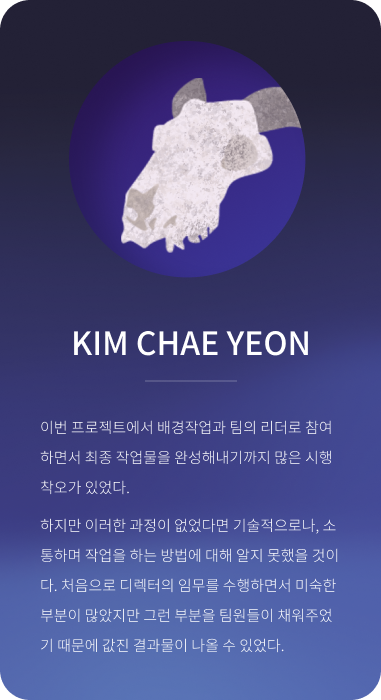 KIM CHAE YEON
이번 프로젝트에서 배경작업과 팀의 리더로 참여
하면서 최종 작업물을 완성해내기까지 많은 시행
착오가 있었다.
하지만 이러한 과정이 없었다면 기술적으로나, 소
통하며 작업을 하는 방법에 대해 알지 못했을 것이
다. 처음으로 디렉터의 임무를 수행하면서 미숙한
부분이 많았지만 그런 부분을 팀원들이 채워주었
기 때문에 값진 결과물이 나올 수 있었다.